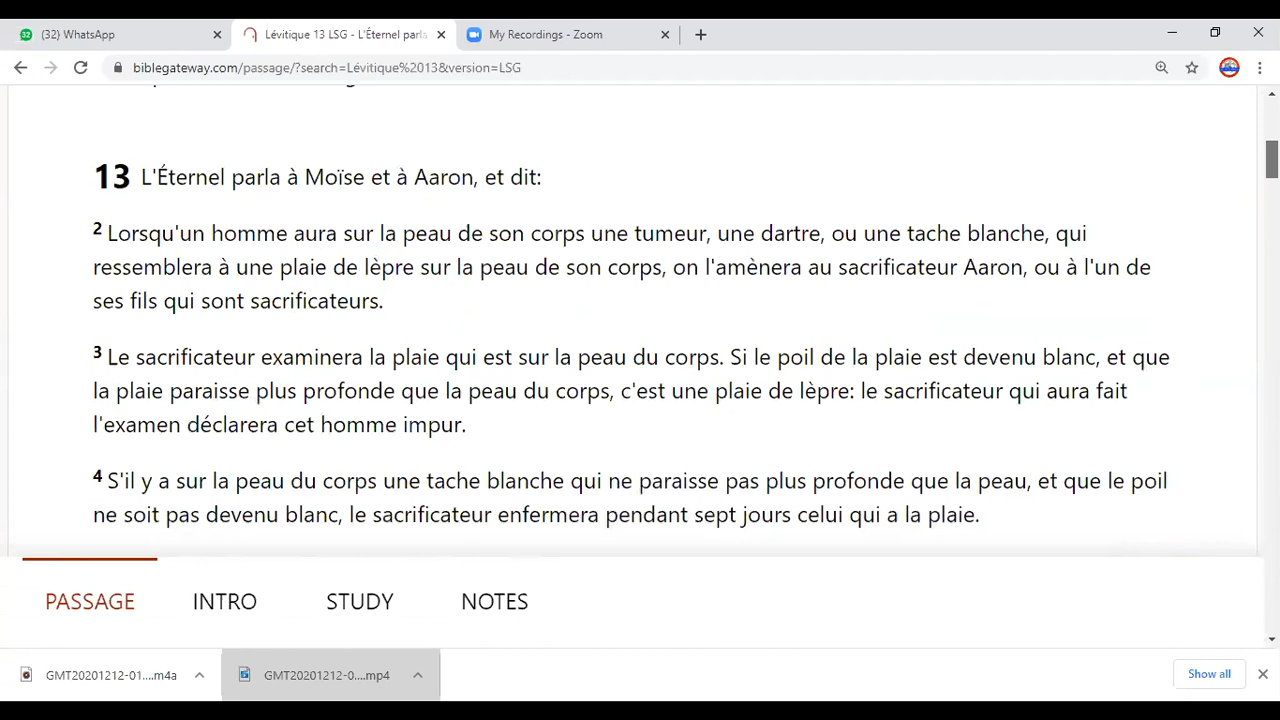 (32) WhatsApp
Lévitique 13 LSG - L'Éternel parla
My Recordings - Zoom
biblegateway.com/passage/?search=Lévitique%2013&version=LSG
13 L'Éternel parla à Moïse et à Aaron, et dit:
2 Lorsqu'un homme aura sur la peau de son corps une tumeur, une dartre, ou une tache blanche, qui
ressemblera à une plaie de lèpre sur la peau de son corps, on l'amènera au sacrificateur Aaron, ou à l'un de
ses fils qui sont sacrificateurs.
3 Le sacrificateur examinera la plaie qui est sur la peau du corps. Si le poil de la plaie est devenu blanc, et que
la plaie paraisse plus profonde que la peau du corps, c'est une plaie de lèpre: le sacrificateur qui aura fait
l'examen déclarera cet homme impur.
4 S'il y a sur la peau du corps une tache blanche qui ne paraisse pas plus profonde que la peau, et que le poil
ne soit pas devenu blanc, le sacrificateur enfermera pendant sept jours celui qui a la plaie.
PASSAGE INTRO STUDY NOTES
GMT20201212-01....m4a
GMT20201212-0....mp4
Show all